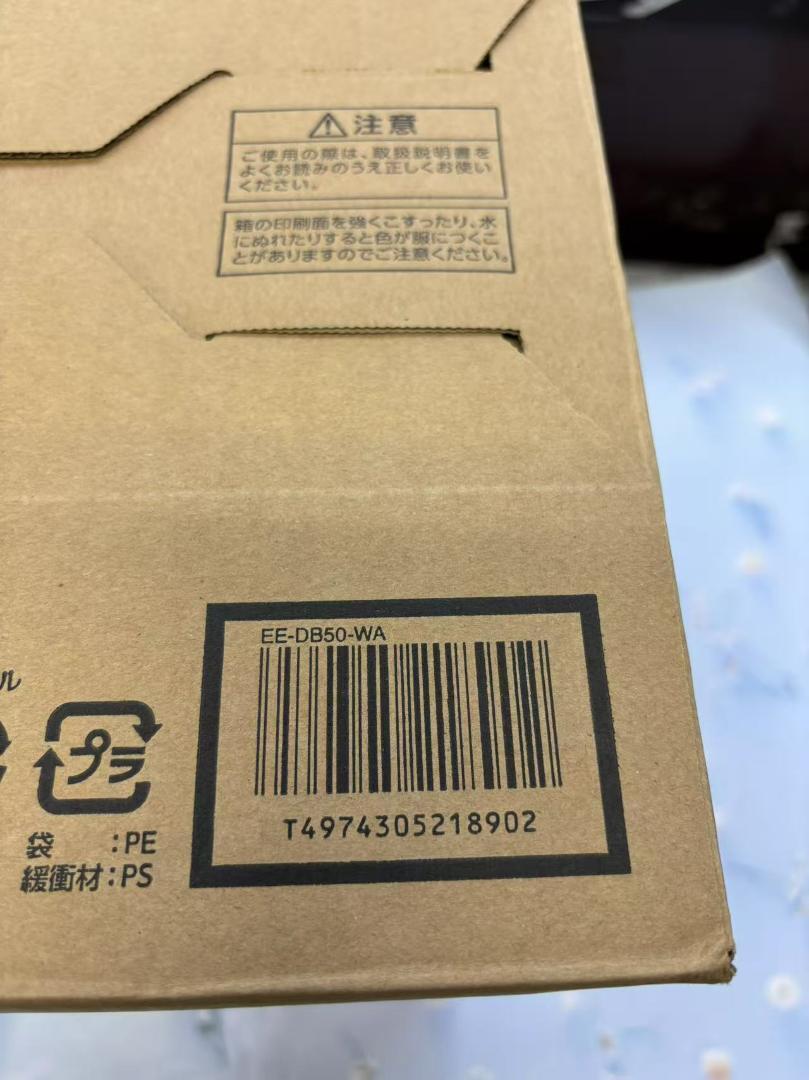 注意
ご使用の際は、取扱説明書を
よくお読みのうえ正しくお使い
ください。
箱の印刷面を強くこすったり、水
にぬれたりすると色が服につくこ
とがありますのでご注意ください。
EE-DB50-WA
T4974305218902
ル
プラ
袋 :PE
緩衝材:PS